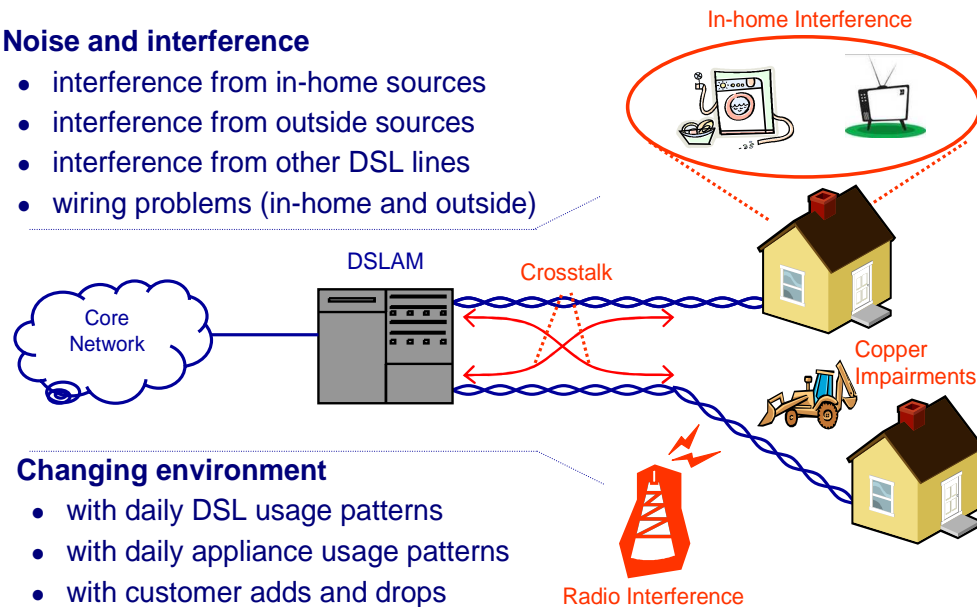 In-home Interference
Noise and interference
• interference from in-home sources
• interference from outside sources
• interference from other DSL lines
• wiring problems (in-home and outside)
DSLAM
Crosstalk
Core
Network
Copper
Impairments
Changing environment
• with daily DSL usage patterns
• with daily appliance usage patterns
• with customer adds and drops
Radio Interference